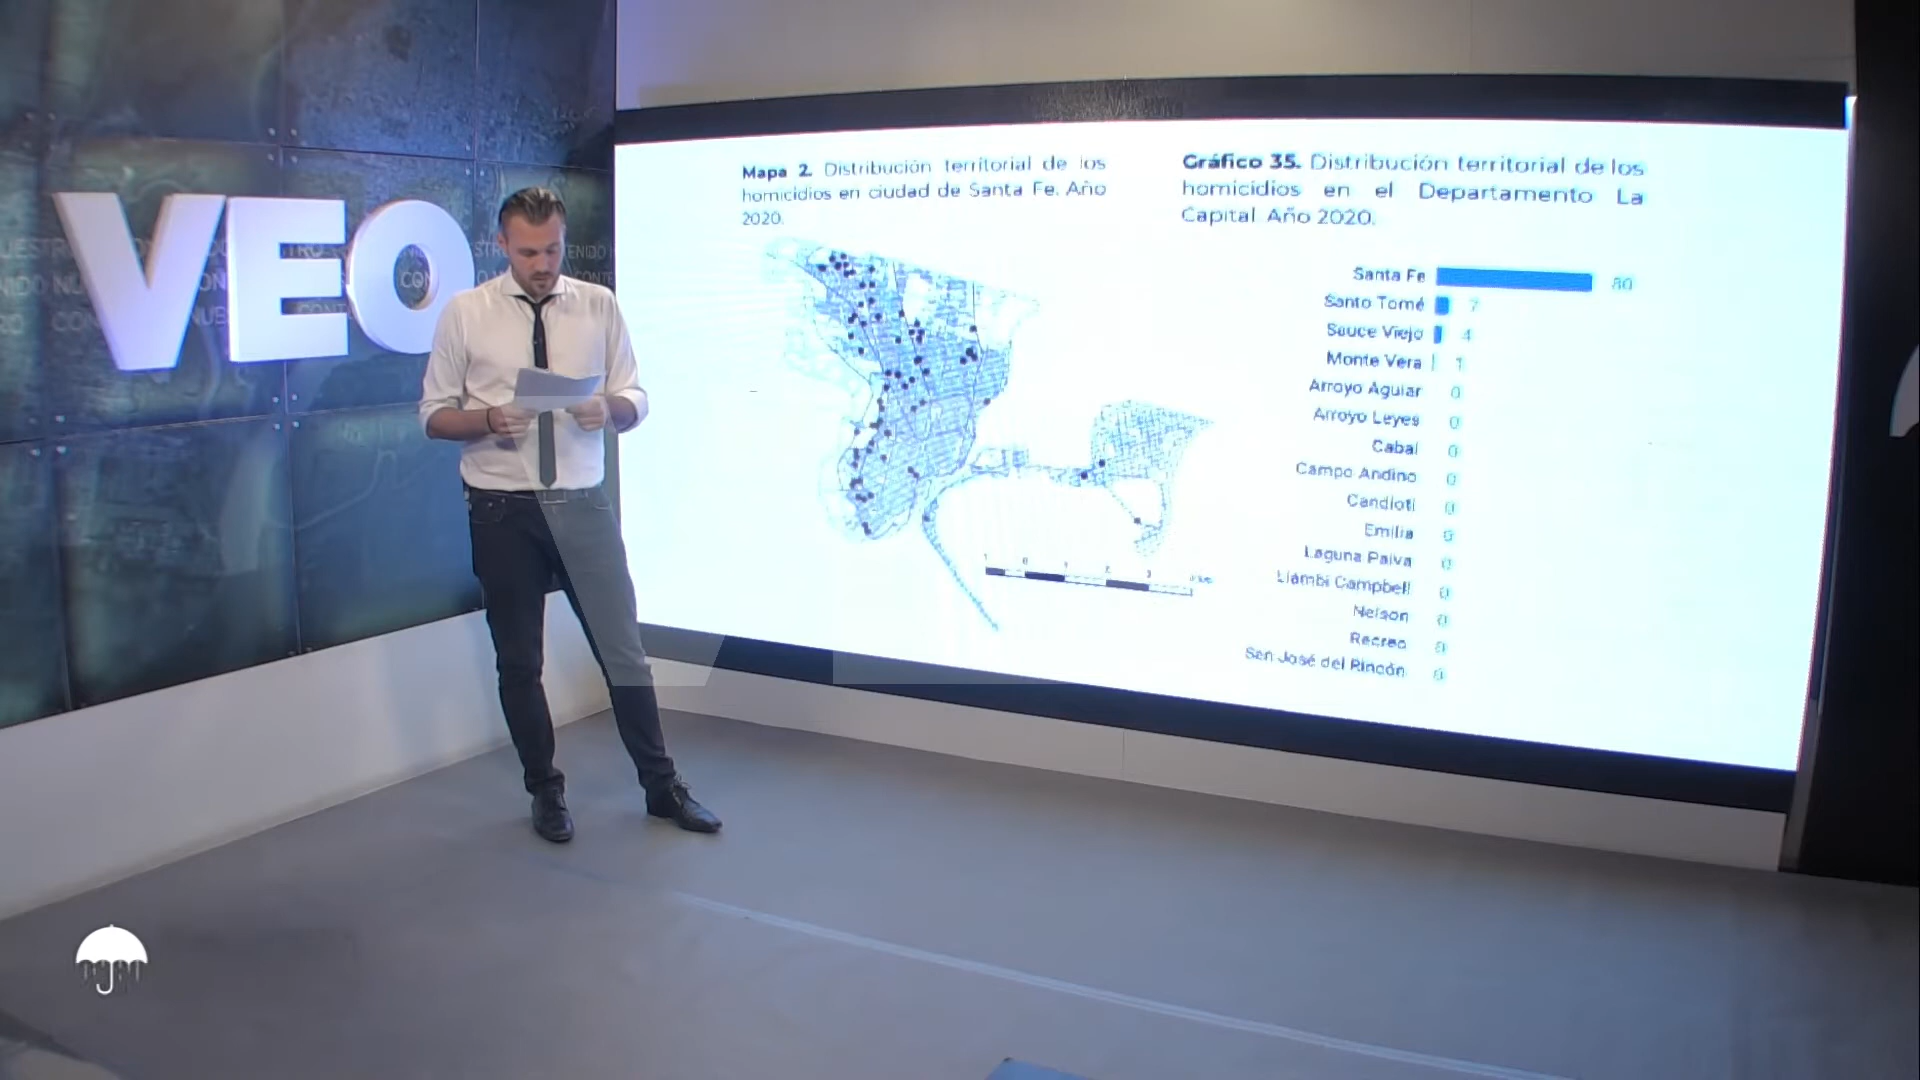 VEO
Mapa 2. Distribución territorial de los
homicidios en ciudad de Santa Fe. Año
2020.
Gráfico 35. Distribución territorial de los
homicidios en el Departamento La
Capital Año 2020.
Santa Fe 80
Santo Tomé 7
Sauce Viejo 4
Monte Vera 1
Arroyo Aguiar 0
Arroyo Leyes 0
Cabal 0
Campo Andino 0
Candioti 0
Emilia 0
Laguna Paiva 0
Llambi Campbell 0
Nelson 0
Recreo 0
San José del Rincón 0